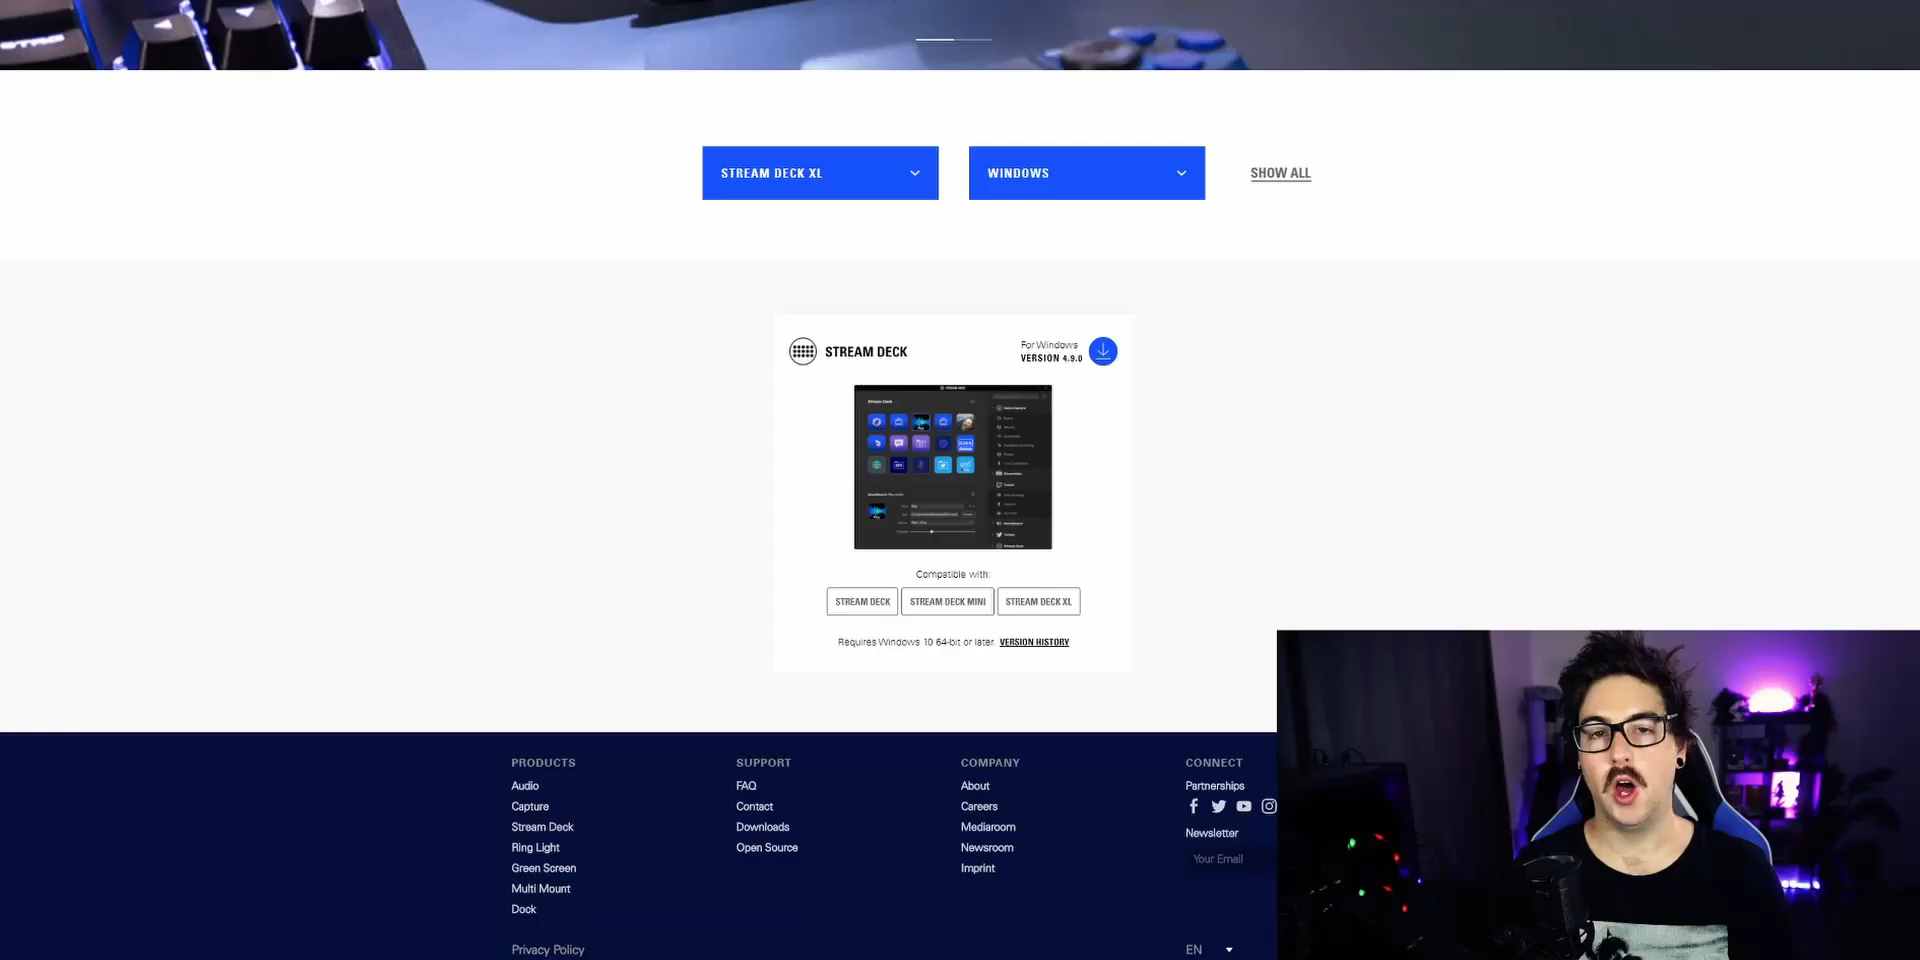 STREAM DECK XL
WINDOWS
SHOW ALL
STREAM DECK
For Windows
VERSION 4.9.0
Compatible with:
STREAM DECK
STREAM DECK MINI
STREAM DECK XL
Requires Windows 10 64-bit or later. VERSION HISTORY
PRODUCTS
Audio
Capture
Stream Deck
Ring Light
Green Screen
Multi Mount
Dock
Privacy Policy
SUPPORT
FAQ
Contact
Downloads
Open Source
COMPANY
About
Careers
Mediaroom
Newsroom
Imprint
CONNECT
Partnerships
Newsletter
Your Email
EN